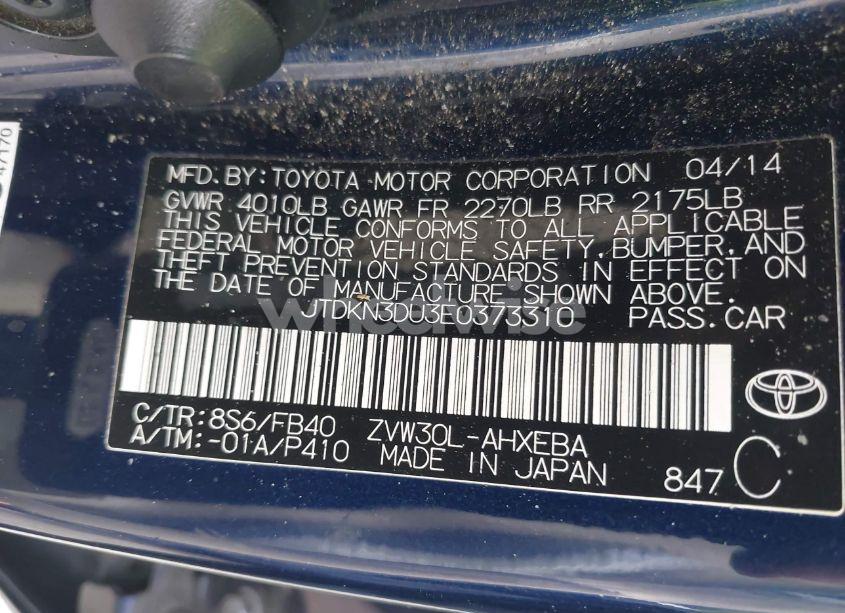 47170
MFD.BY:TOYOTA MOTOR CORPORATION 04/14
GVWR 4010LB GAWR FR 2270LB RR 2175LB
THIS VEHICLE CONFORMS TO ALL APPLICABLE
FEDERAL MOTOR VEHICLE SAFETY,BUMPER,AND
THEFT PREVENTION STANDARDS IN EFFECT ON
THE DATE OF MANUFACTURE SHOWN ABOVE.
wheelwise
JTDKN3DU3E0373310 PASS.CAR
C/TR:8S6/FB40 ZVW30L-AHXEBA
A/TM:-01A/P410 MADE IN JAPAN
847 C